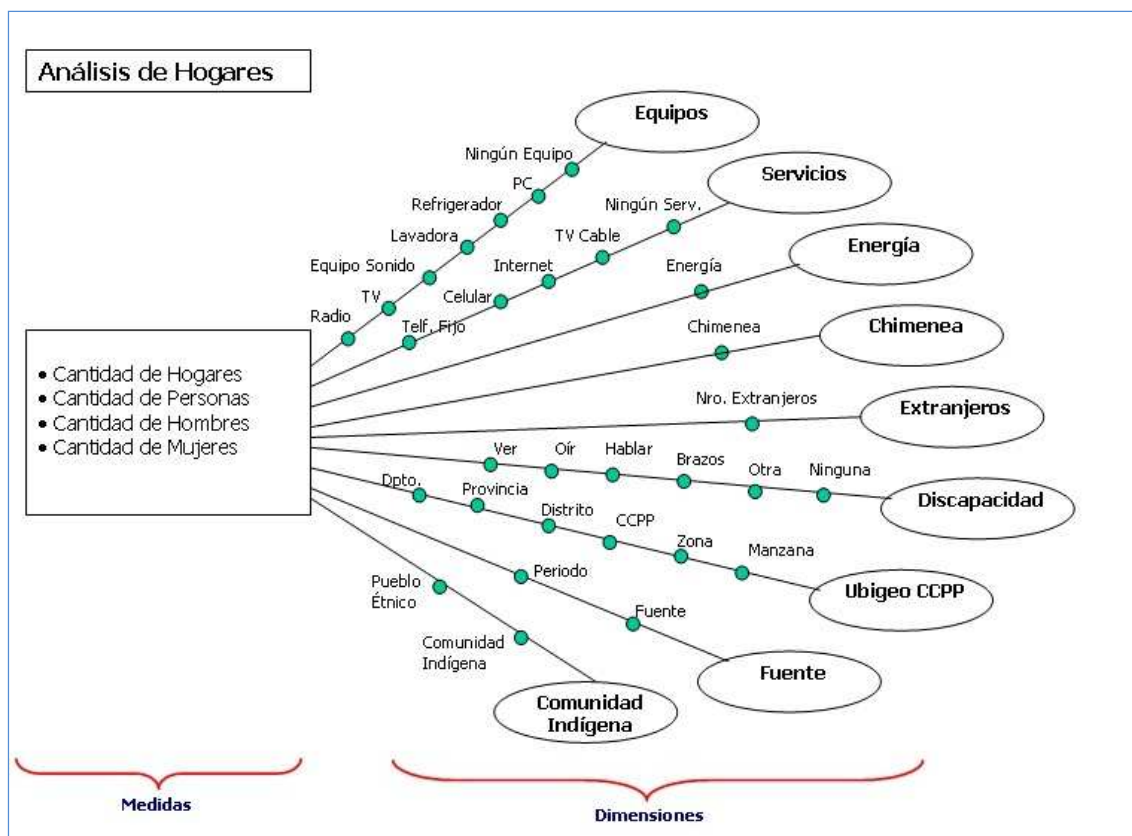 Análisis de Hogares
Equipos
Ningún Equipo
PC
Refrigerador
Lavadora
Equipo Sonido
TV
Radio
Servicios
Ningún Serv.
TV Cable
Internet
Celular
Telf. Fijo
Energía
Energía
Chimenea
Chimenea
• Cantidad de Hogares
• Cantidad de Personas
• Cantidad de Hombres
• Cantidad de Mujeres
Nro. Extranjeros
Extranjeros
Ver
Oír
Hablar
Brazos
Otra
Ninguna
Discapacidad
Dpto.
Provincia
Distrito
CCPP
Zona
Manzana
Ubigeo CCPP
Periodo
Fuente
Fuente
Pueblo
Étnico
Comunidad
Indígena
Comunidad
Indígena
Medidas
Dimensiones